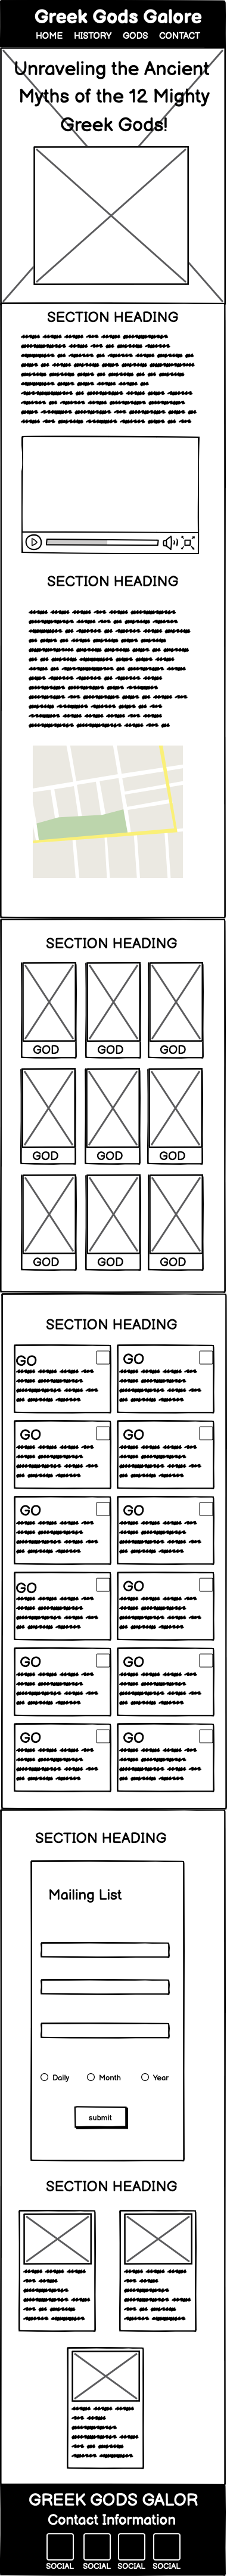 Greek Gods Galore
HOME HISTORY GODS CONTACT
Unraveling the Ancient
Myths of the 12 Mighty
Greek Gods!
SECTION HEADING
SECTION HEADING
SECTION HEADING
GOD GOD GOD
GOD GOD GOD
GOD GOD GOD
SECTION HEADING
GO GO
GO GO
GO GO
GO GO
GO GO
GO GO
SECTION HEADING
Mailing List
Daily Month Year
submit
SECTION HEADING
GREEK GODS GALOR
Contact Information
SOCIAL SOCIAL SOCIAL SOCIAL